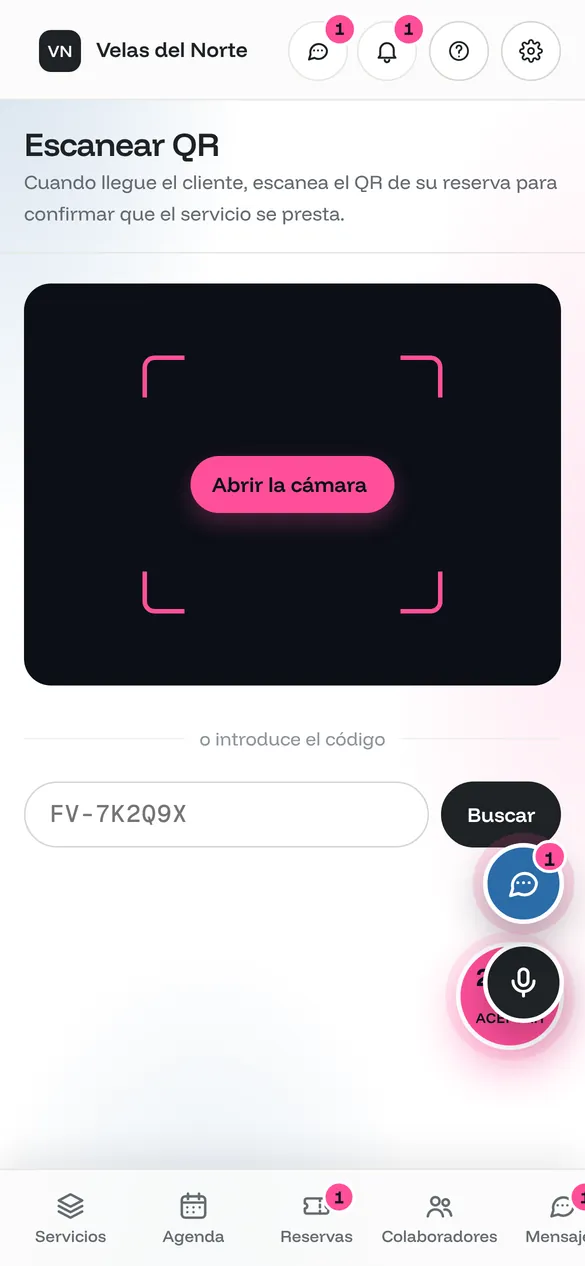 VN
Velas del Norte
1
1
Escanear QR
Cuando llegue el cliente, escanea el QR de su reserva para
confirmar que el servicio se presta.
Abrir la cámara
o introduce el código
FV-7K2Q9X
Buscar
1
Servicios
Agenda
1
Reservas
Colaboradores
1